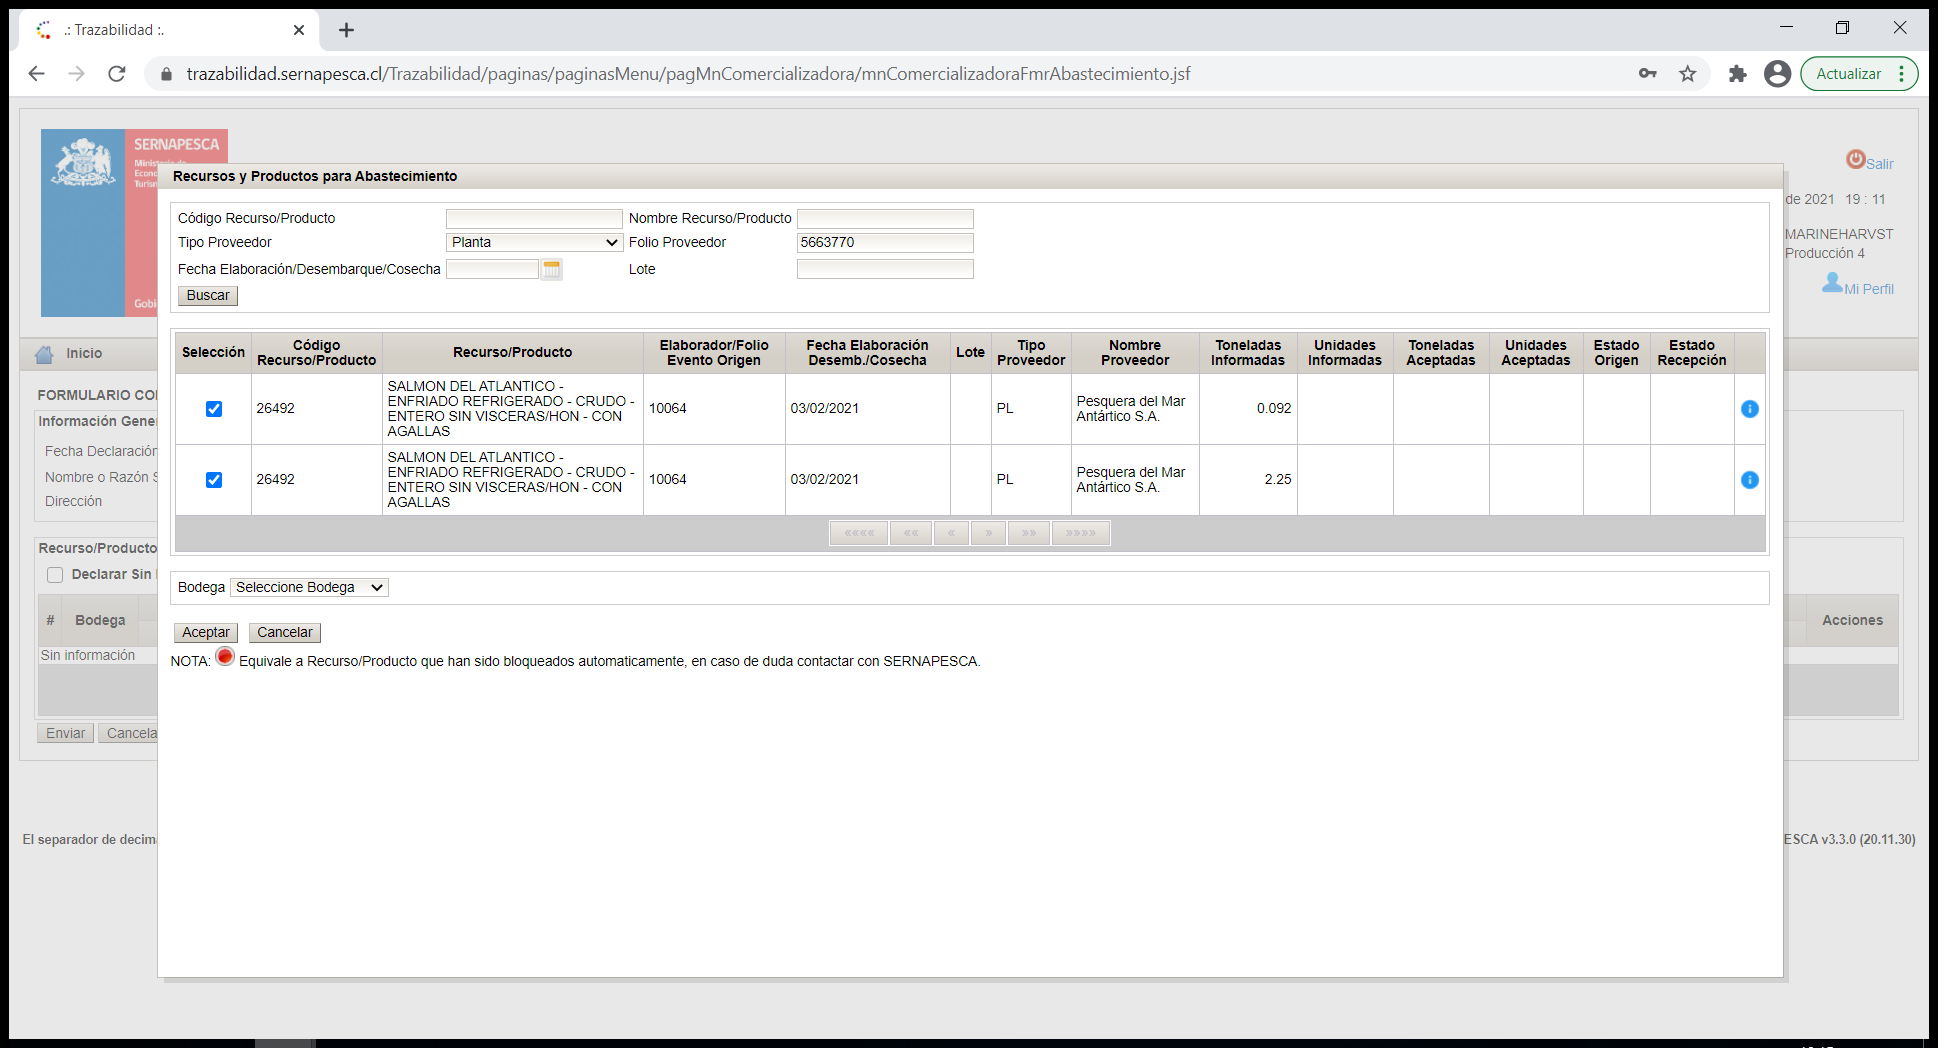 .: Trazabilidad :.
trazabilidad.sernapesca.cl/Trazabilidad/paginas/paginasMenu/pagMnComercializadora/mnComercializadoraFmrAbastecimiento.jsf
Actualizar
SERNAPESCA
Salir
Recursos y Productos para Abastecimiento
de 2021 19 : 11
Código Recurso/Producto
Nombre Recurso/Producto
Tipo Proveedor
Planta
Folio Proveedor
5663770
MARINEHARVST
Producción 4
Fecha Elaboración/Desembarque/Cosecha
Lote
Mi Perfil
Buscar
Inicio
Selección
Código Recurso/Producto
Recurso/Producto
Elaborador/Folio Evento Origen
Fecha Elaboración Desemb./Cosecha
Lote
Tipo Proveedor
Nombre Proveedor
Toneladas Informadas
Unidades Informadas
Toneladas Aceptadas
Unidades Aceptadas
Estado Origen
Estado Recepción
26492
SALMON DEL ATLANTICO -
ENFRIADO REFRIGERADO - CRUDO -
ENTERO SIN VISCERAS/HON - CON
AGALLAS
10064
03/02/2021
PL
Pesquera del Mar
Antártico S.A.
0.092
26492
SALMON DEL ATLANTICO -
ENFRIADO REFRIGERADO - CRUDO -
ENTERO SIN VISCERAS/HON - CON
AGALLAS
10064
03/02/2021
PL
Pesquera del Mar
Antártico S.A.
2.25
«««« «« « » »» »»»»
Bodega
Seleccione Bodega
Aceptar
Cancelar
NOTA: Equivale a Recurso/Producto que han sido bloqueados automaticamente, en caso de duda contactar con SERNAPESCA.
FORMULARIO
Fecha Declaración
Nombre o Razón
Dirección
Recurso/Producto
Declarar Sin
#
Bodega
Acciones
Sin información
Enviar
El separador de
v3.3.0 (20.11.30)